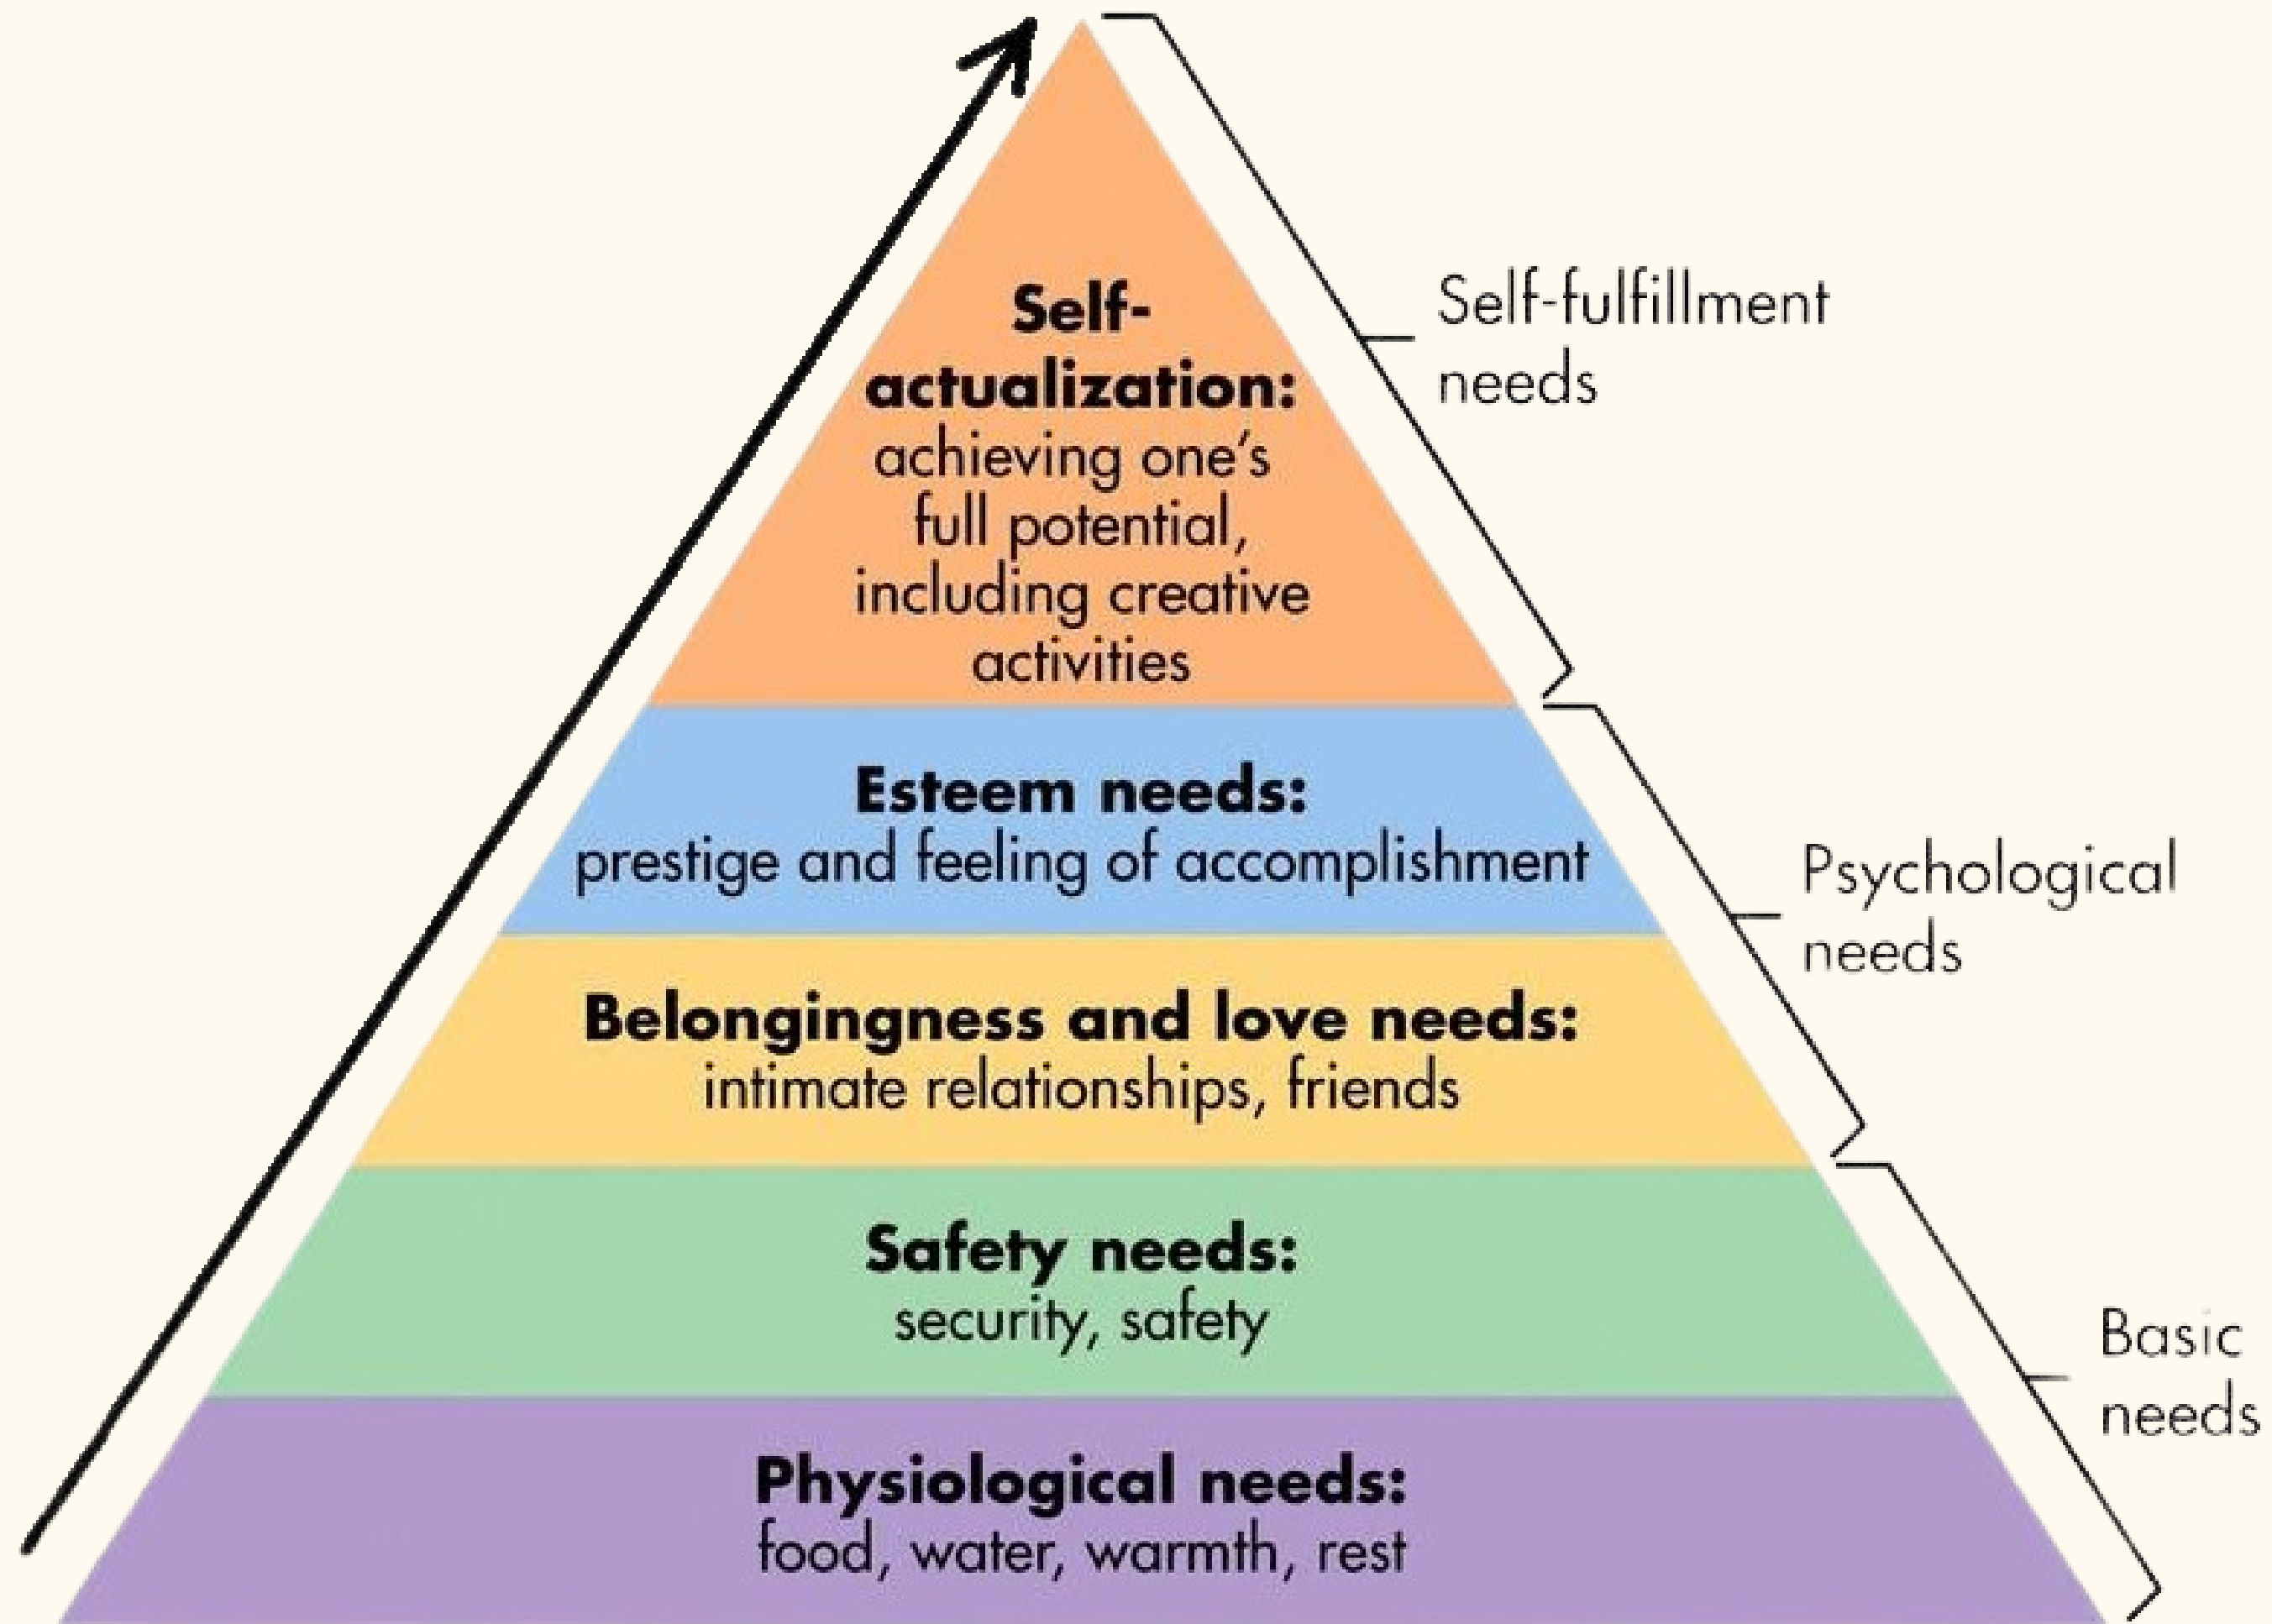 Self-
actualization:
achieving one's
full potential,
including creative
activities
Self-fulfillment
needs
Esteem needs:
prestige and feeling of accomplishment
Psychological
needs
Belongingness and love needs:
intimate relationships, friends
Safety needs:
security, safety
Basic
needs
Physiological needs:
food, water, warmth, rest